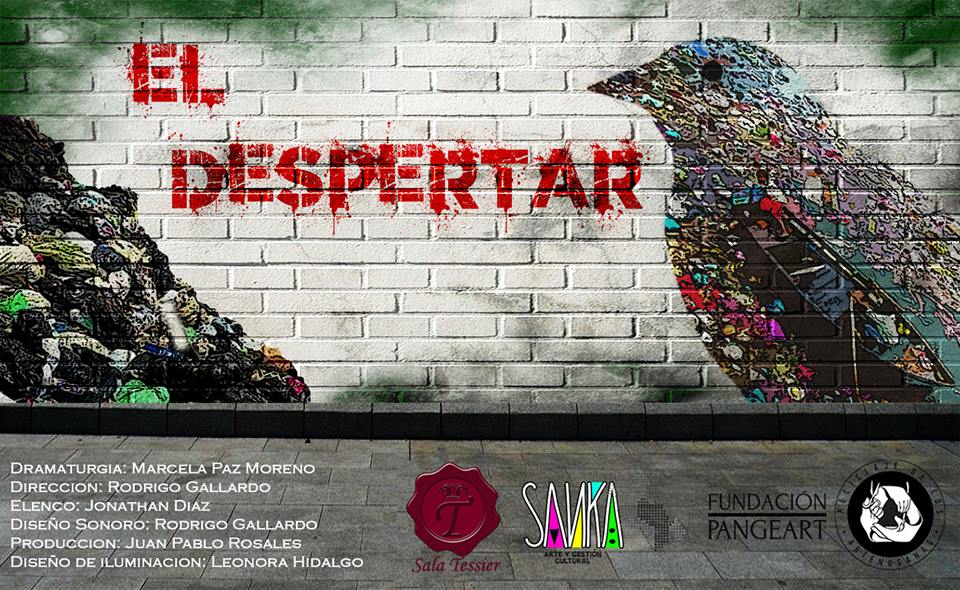 EL
DESPERTAR
DRAMATURGIA: MARCELA PAZ MORENO
DIRECCION: RODRIGO GALLARDO
ELENCO: JONATHAN DÍAZ
DISEÑO SONORO: RODRIGO GALLARDO
PRODUCCION: JUAN PABLO ROSALES
DISEÑO DE ILUMINACION: LEONORA HIDALGO
T
Sala Tessier
SANKA
ARTE Y GESTIÓN
CULTURAL
FUNDACIÓN
PANGEART